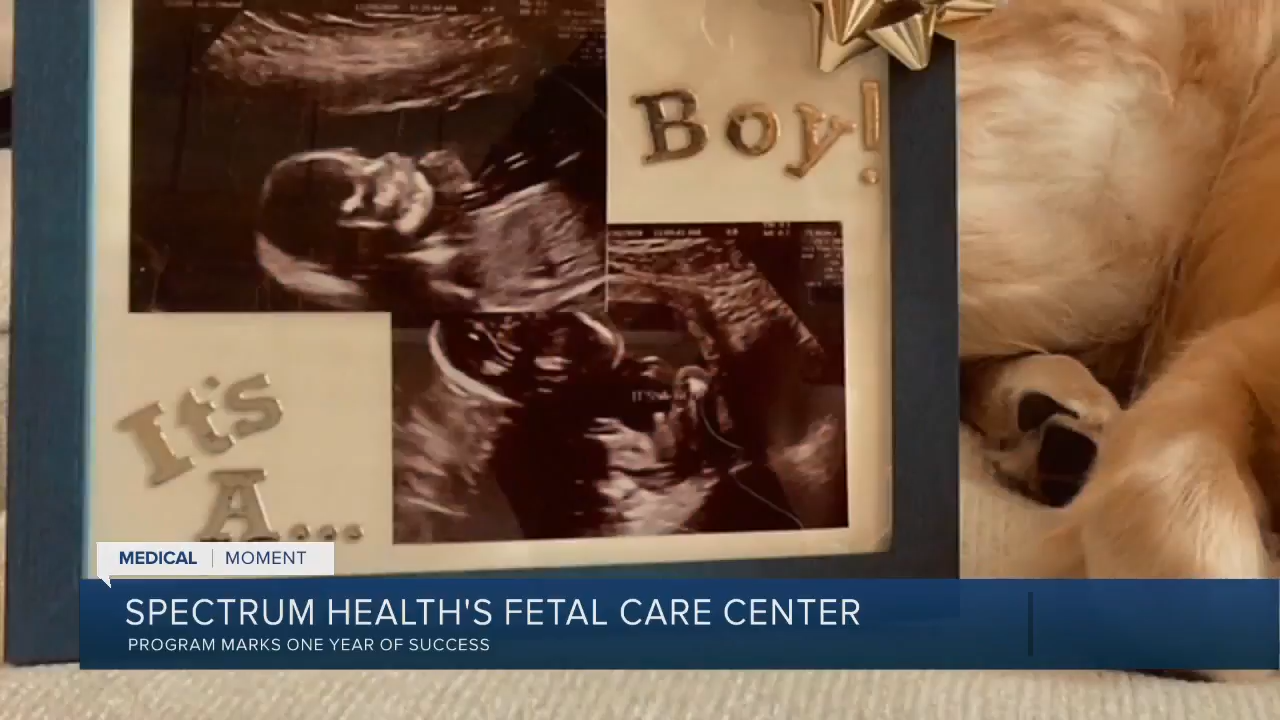 Boy!
It's
A...
MEDICAL | MOMENT
SPECTRUM HEALTH'S FETAL CARE CENTER
PROGRAM MARKS ONE YEAR OF SUCCESS